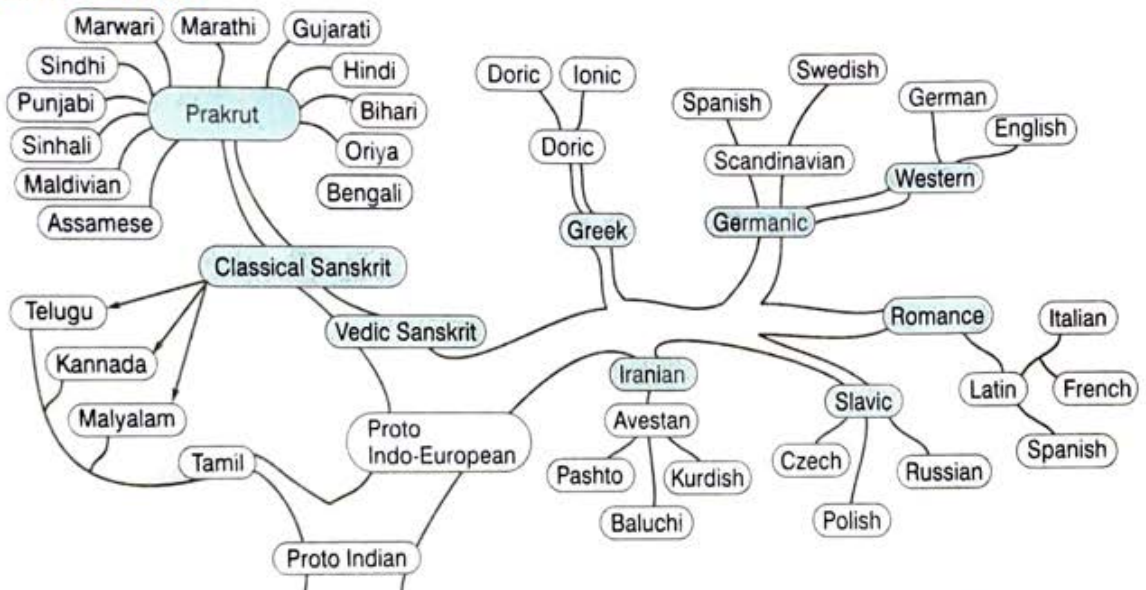 Marwari
Marathi
Gujarati
Sindhi
Hindi
Punjabi
Prakrut
Bihari
Sinhali
Oriya
Maldivian
Bengali
Assamese
Classical Sanskrit
Telugu
Vedic Sanskrit
Kannada
Malyalam
Tamil
Proto
Indo-European
Proto Indian
Doric
Ionic
Doric
Greek
Spanish
Swedish
Scandinavian
Germanic
German
English
Western
Romance
Italian
Latin
French
Spanish
Iranian
Avestan
Pashto
Kurdish
Baluchi
Slavic
Czech
Russian
Polish